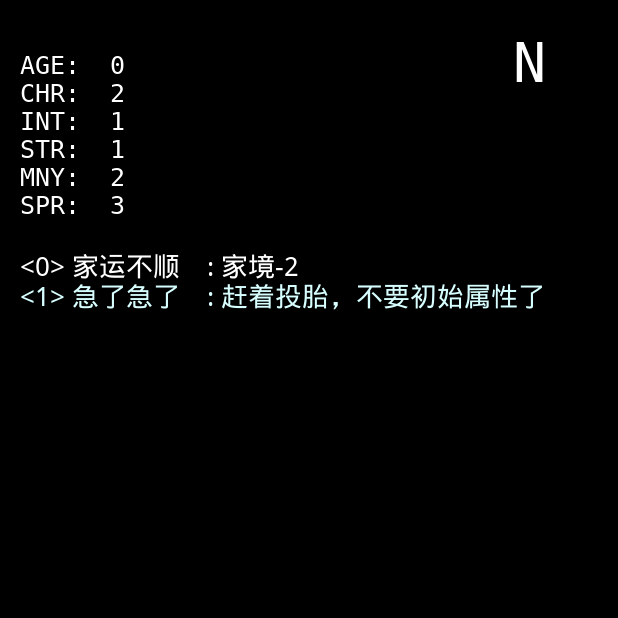 N
AGE: 0
CHR: 2
INT: 1
STR: 1
MNY: 2
SPR: 3
<0> 家运不顺 : 家境-2
<1> 急了急了 : 赶着投胎，不要初始属性了